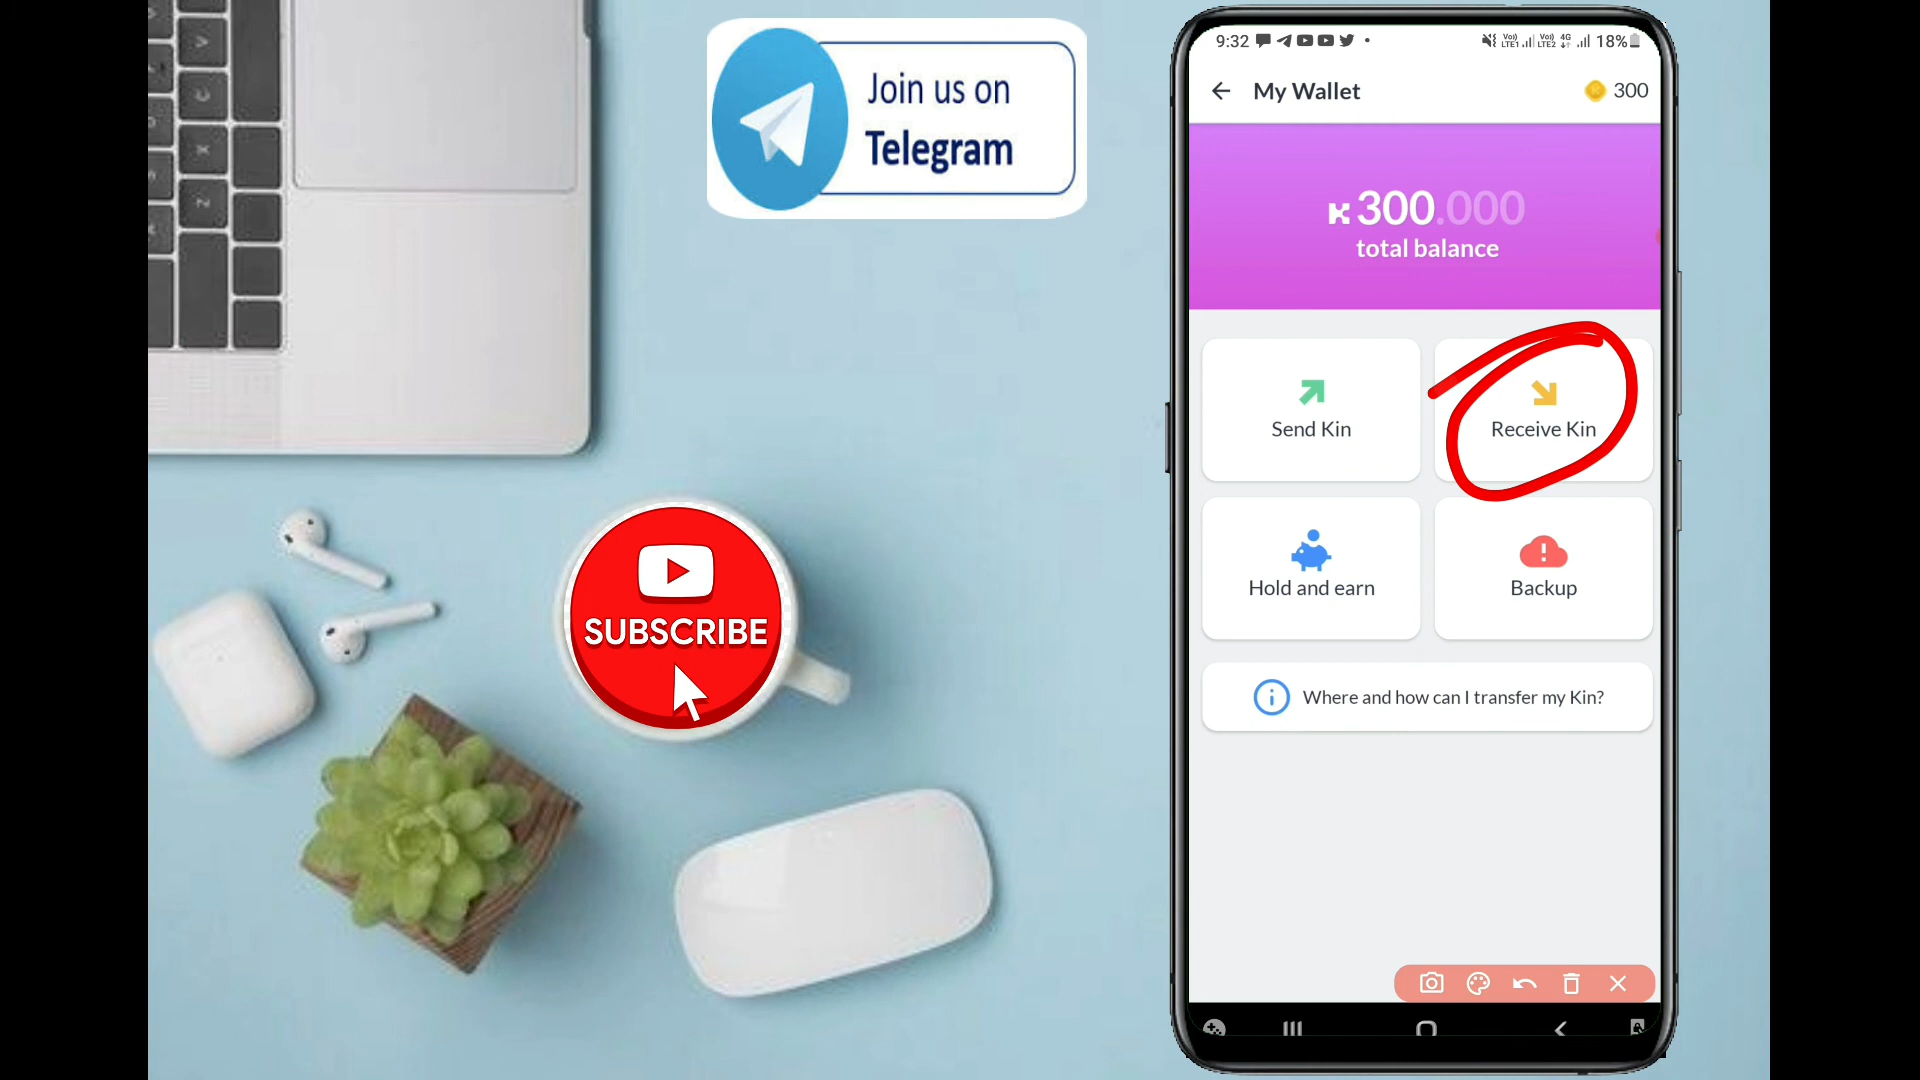 Join us on
Telegram
SUBSCRIBE
9:32
18%
My Wallet
300
300.000
total balance
Send Kin
Receive Kin
Hold and earn
Backup
Where and how can I transfer my Kin?